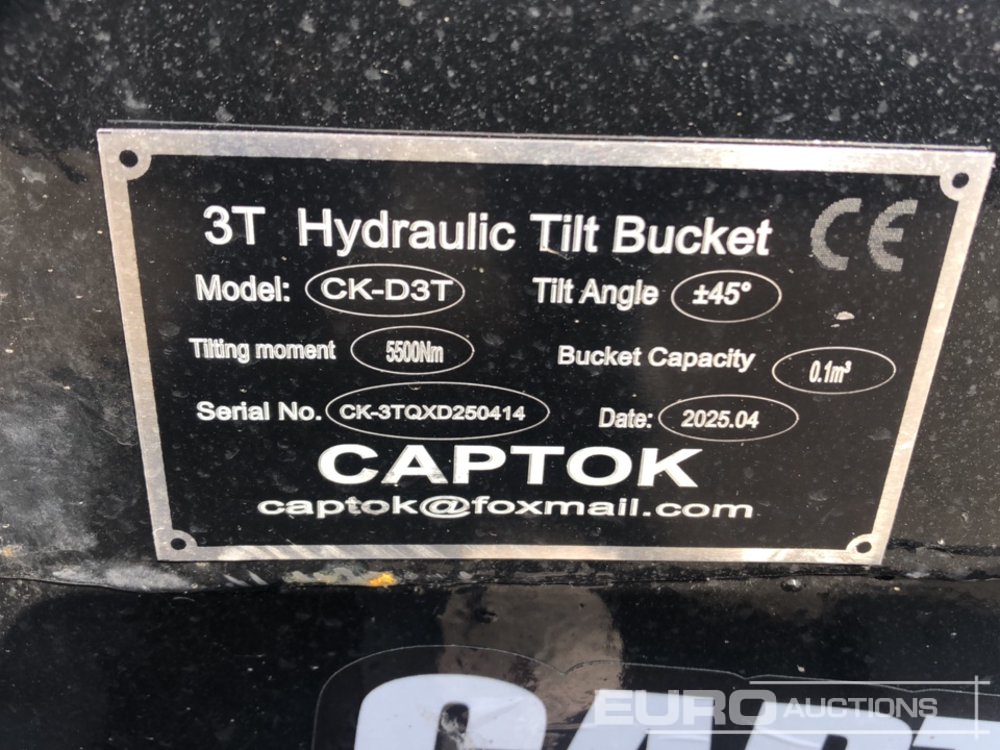 3T Hydraulic Tilt Bucket CE
Model: CK-D3T Tilt Angle ±45°
Tilting moment 5500Nm Bucket Capacity 0.1m³
Serial No. CK-3TQXD250414 Date: 2025.04
CAPTOK
captok@foxmail.com
EURO AUCTIONS